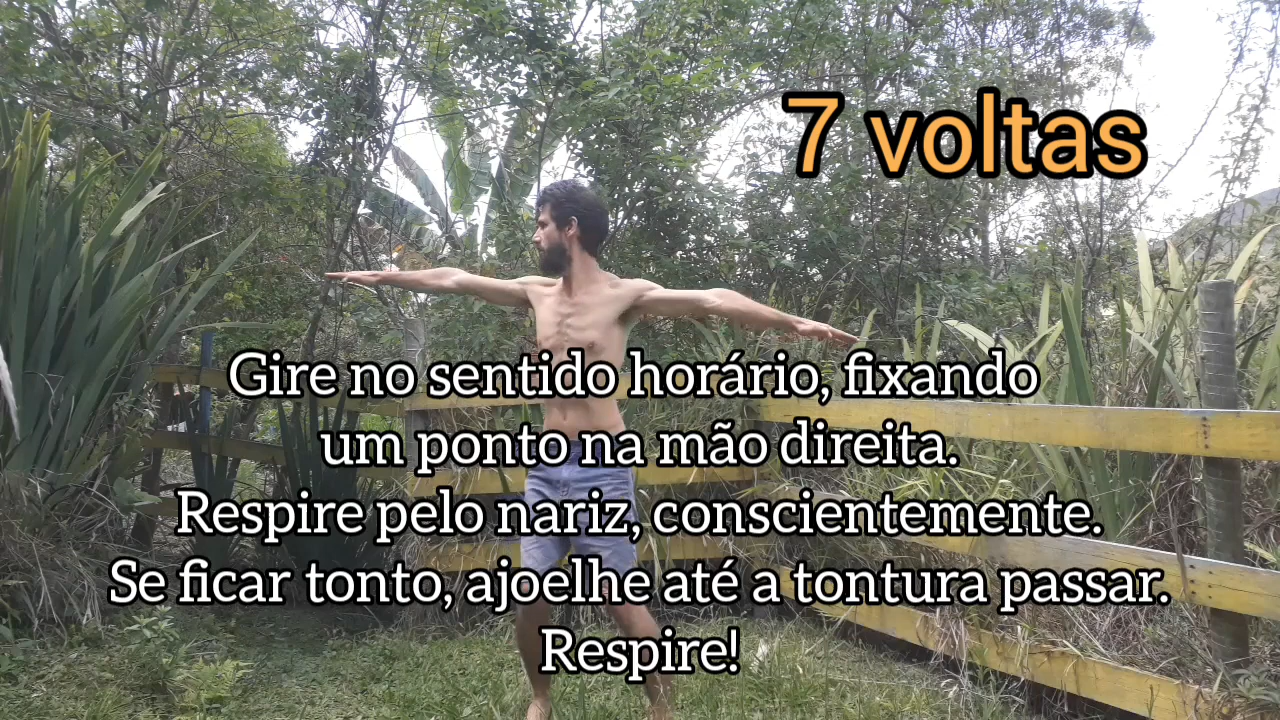 7 voltas
Gire no sentido horário, fixando
um ponto na mão direita.
Respire pelo nariz, conscientemente.
Se ficar tonto, ajoelhe até a tontura passar.
Respire!